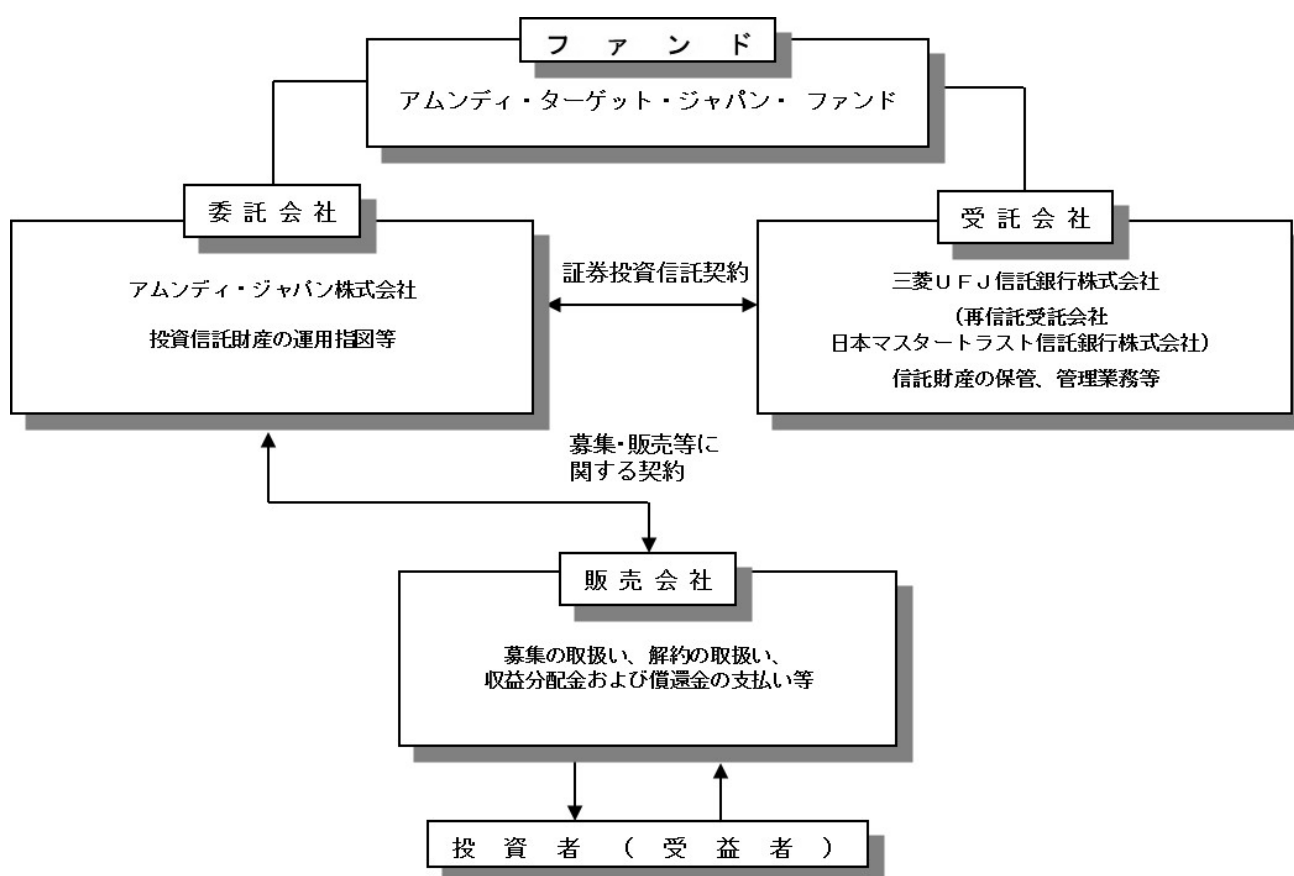 ファンド
アムンディ・ターゲット・ジャパン・ ファンド
委託会社
アムンディ・ジャパン株式会社
投資信託財産の運用指図等
証券投資信託契約
受託会社
三菱UFJ信託銀行株式会社
(再信託受託会社
日本マスタートラスト信託銀行株式会社)
信託財産の保管、管理業務等
募集・販売等に
関する契約
販売会社
募集の取扱い、解約の取扱い、
収益分配金および償還金の支払い等
投資者(受益者)